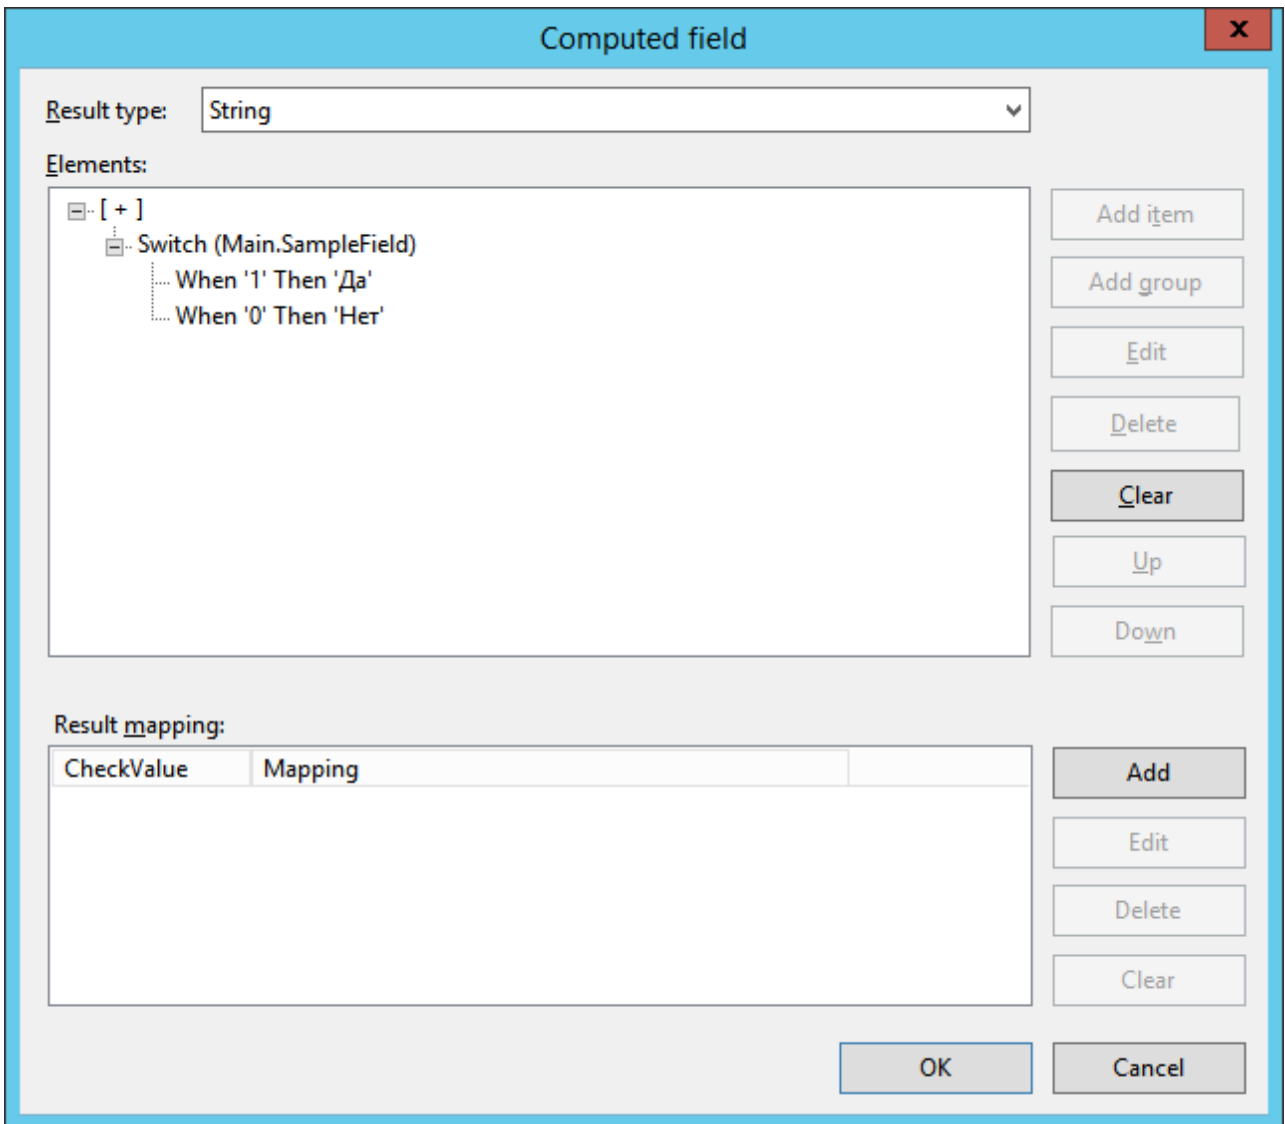 Computed field
x
Result type: String
Elements:
Add item
[ + ]
Switch (Main.SampleField)
When '1' Then 'Да'
When '0' Then 'Нет'
Add group
Edit
Delete
Clear
Up
Down
Result mapping:
CheckValue Mapping
Add
Edit
Delete
Clear
OK Cancel